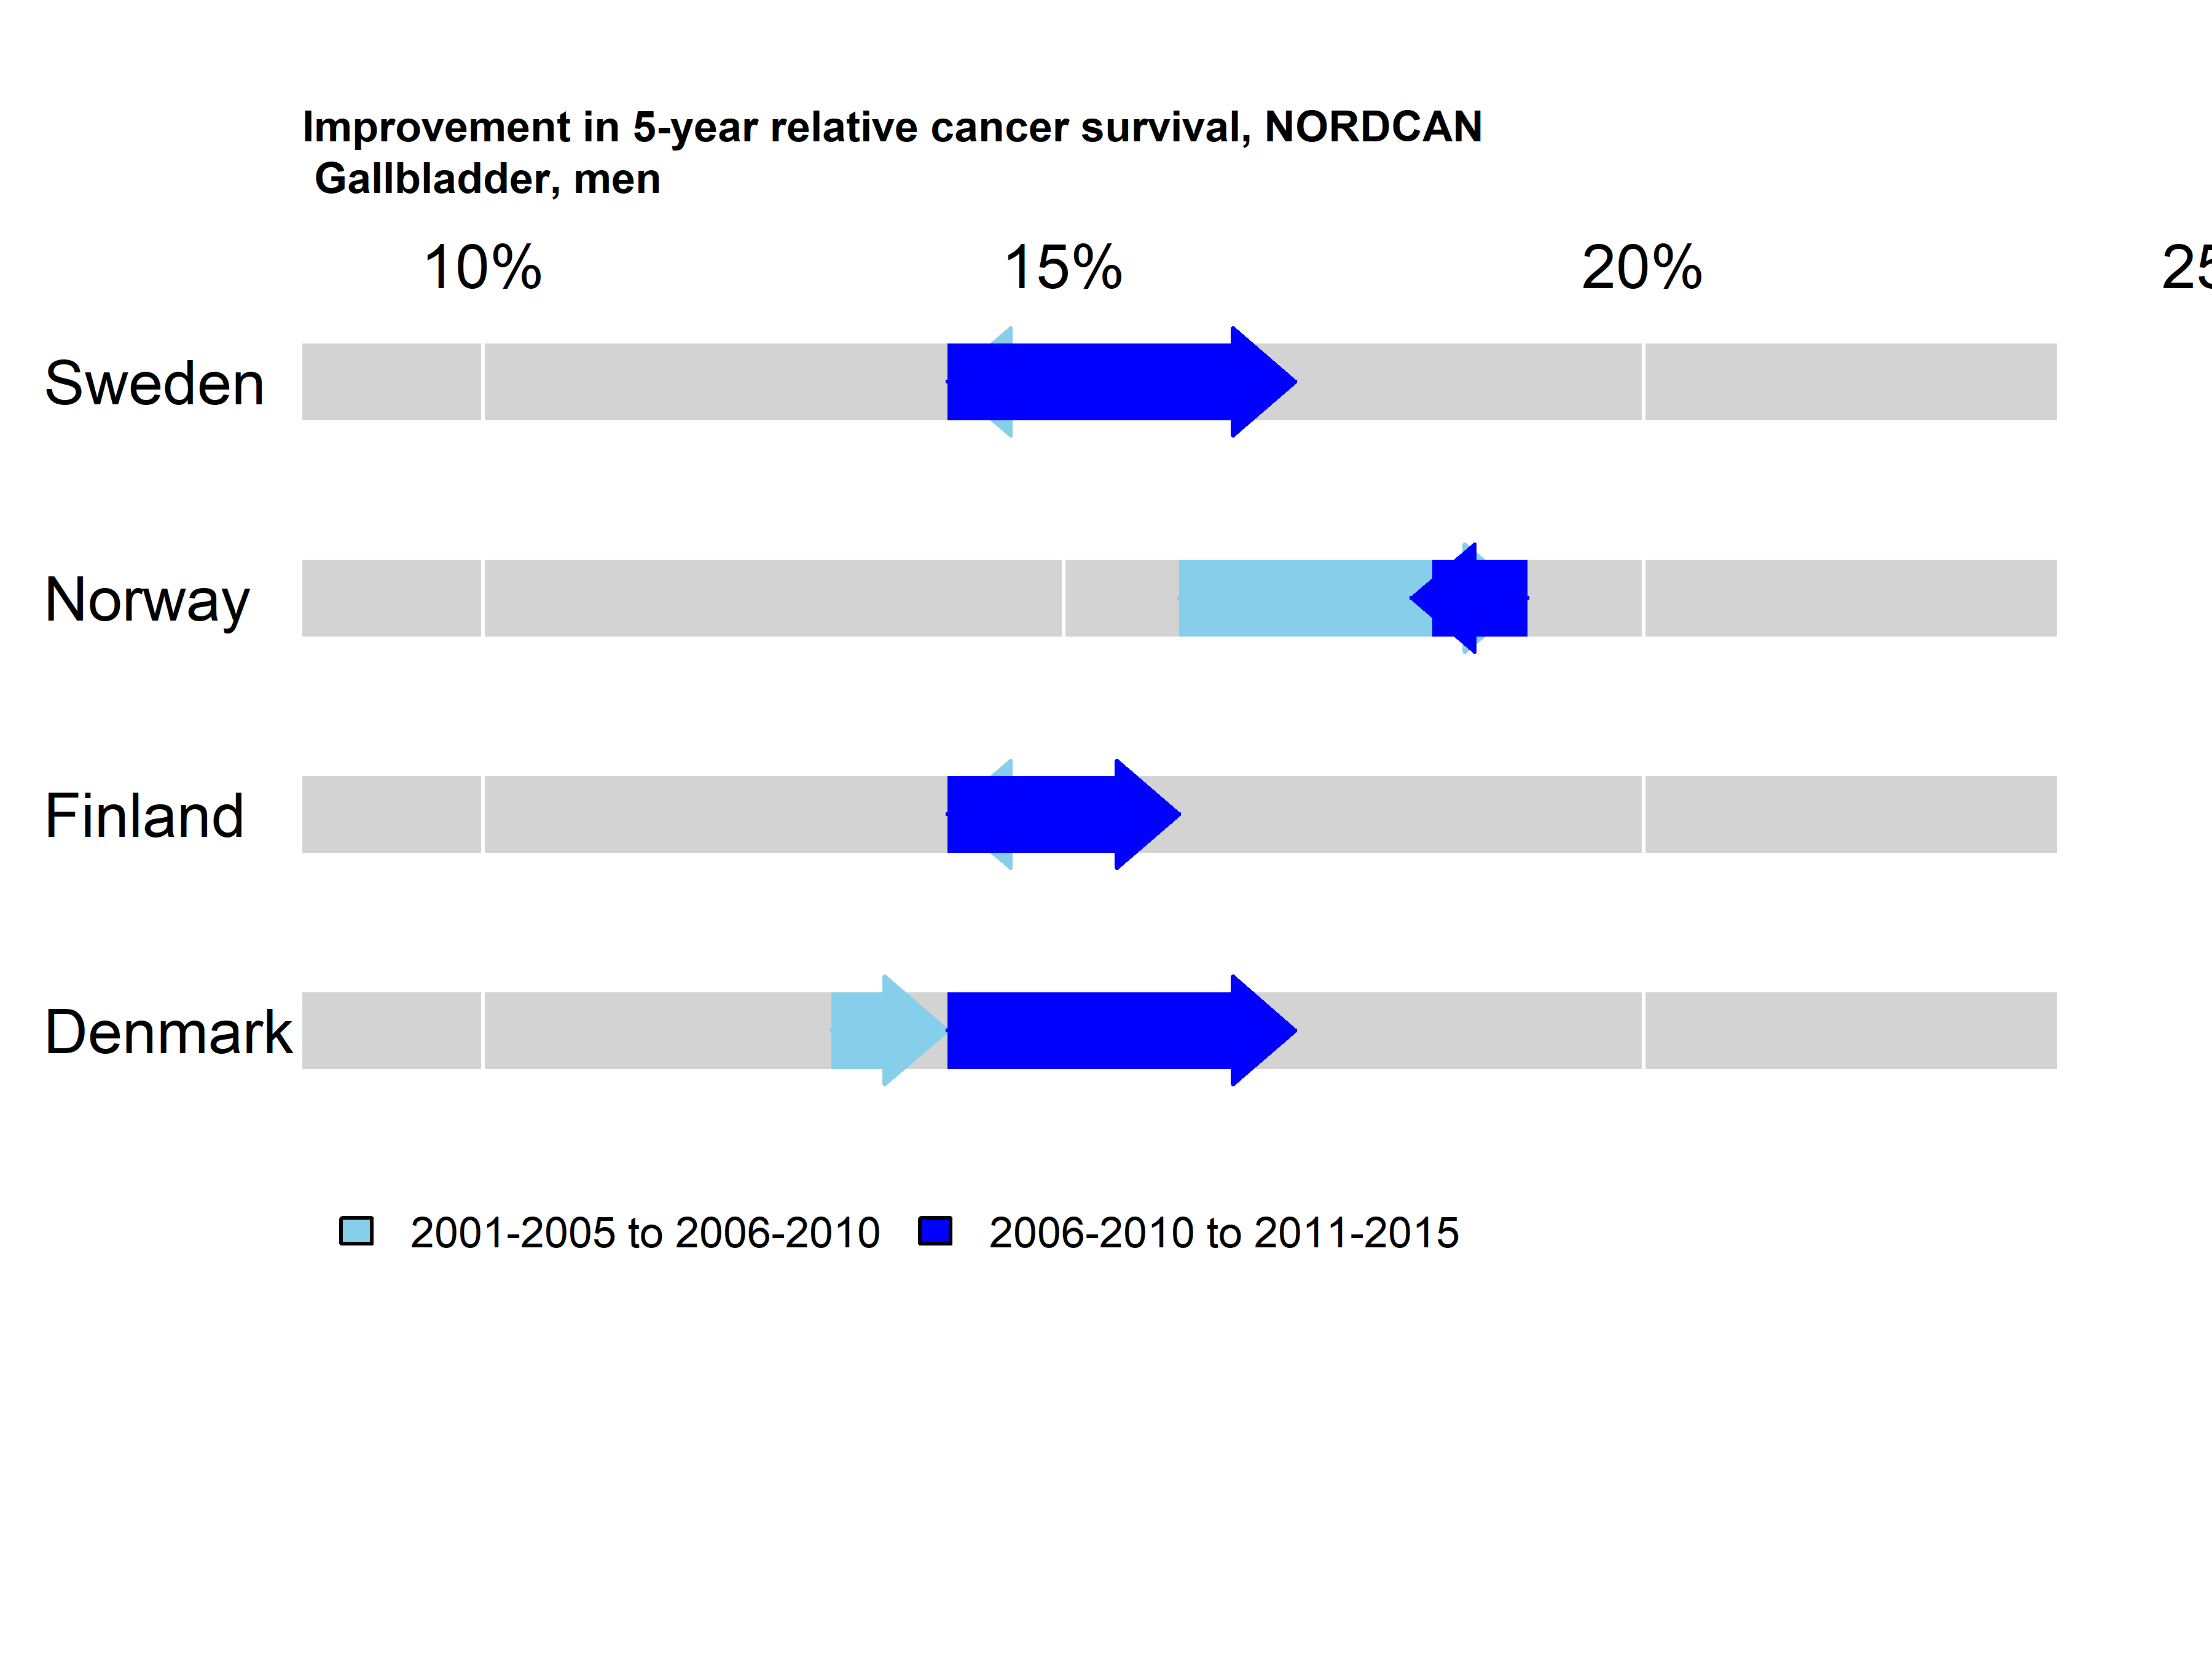 Improvement in 5-year relative cancer survival, NORDCAN
Gallbladder, men
10% 15% 20% 25
Sweden
Norway
Finland
Denmark
2001-2005 to 2006-2010 2006-2010 to 2011-2015